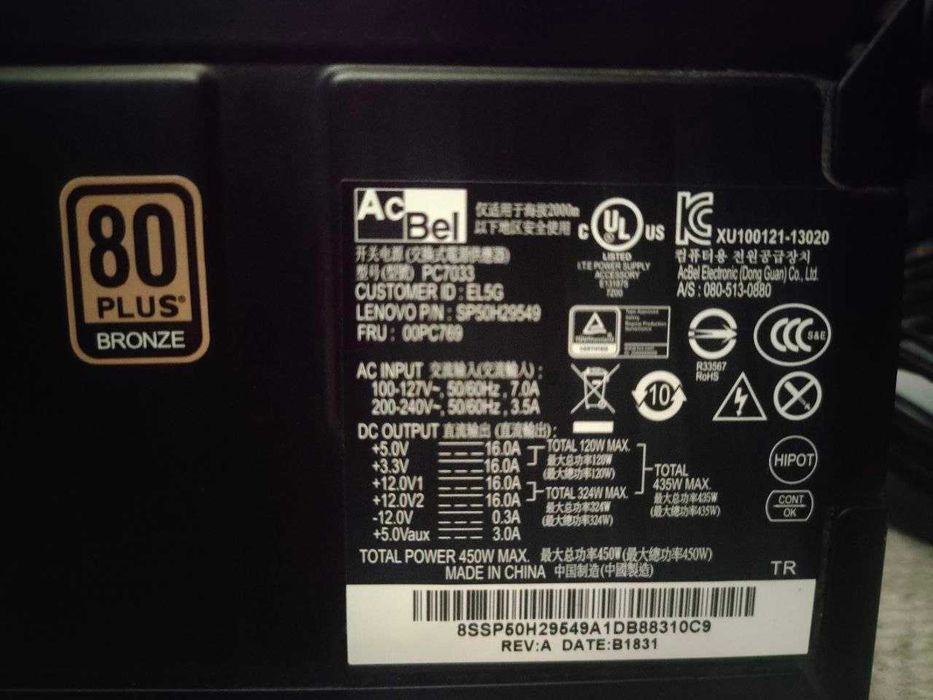 80
PLUS®
BRONZE
AcBel
仅适用于海拔2000m
以下地区安全使用
c UL US
LISTED
I.T.E. POWER SUPPLY
ACCESSORY
E131875
7Z00
XU100121-13020
컴퓨터용 전원공급장치
AcBel Electronic (Dong Guan) Co., Ltd.
A/S : 080-513-0880
开关电源 (交換式電源供應器)
型号(型號) : PC7033
CUSTOMER ID : EL5G
LENOVO P/N : SP50H29549
FRU : 00PC769
CCC S&E
R33567
RoHS
10
AC INPUT 交流输入(交流輸入) :
100-127V~, 50/60Hz , 7.0A
200-240V~, 50/60Hz , 3.5A
DC OUTPUT 直流输出 (直流輸出) :
+5.0V 16.0A
+3.3V 16.0A
TOTAL 120W MAX.
最大总功率120W
(最大總功率120W)
+12.0V1 16.0A
+12.0V2 16.0A
TOTAL 324W MAX.
最大总功率324W
(最大總功率324W)
TOTAL
435W MAX.
最大总功率435W
(最大總功率435W)
-12.0V 0.3A
+5.0Vaux 3.0A
HIPOT
CONT
OK
TOTAL POWER 450W MAX. 最大总功率450W (最大總功率450W)
MADE IN CHINA 中国制造(中國製造)
TR
8SSP50H29549A1DB88310C9
REV:A DATE:B1831